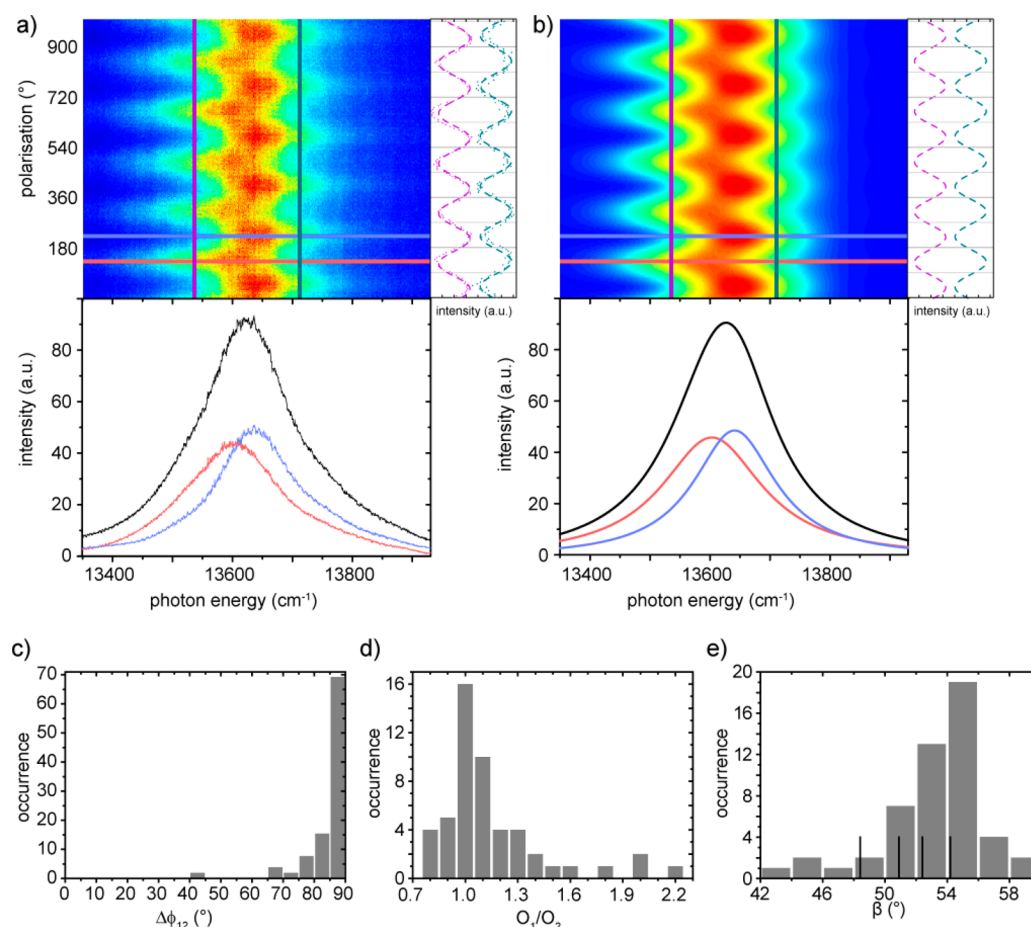 a)
b)
polarisation (°)
900
720
540
360
180
intensity (a.u.)
intensity (a.u.)
intensity (a.u.)
80
60
40
20
0
13400
13600
13800
photon energy (cm⁻¹)
intensity (a.u.)
80
60
40
20
0
13400
13600
13800
photon energy (cm⁻¹)
c)
occurrence
70
60
50
40
30
20
10
0
0 10 20 30 40 50 60 70 80 90
Δϕ₁₂ (°)
d)
occurrence
16
12
8
4
0
0.7 1.0 1.3 1.6 1.9 2.2
O₁/O₂
e)
occurrence
20
16
12
8
4
0
42 46 50 54 58
β (°)